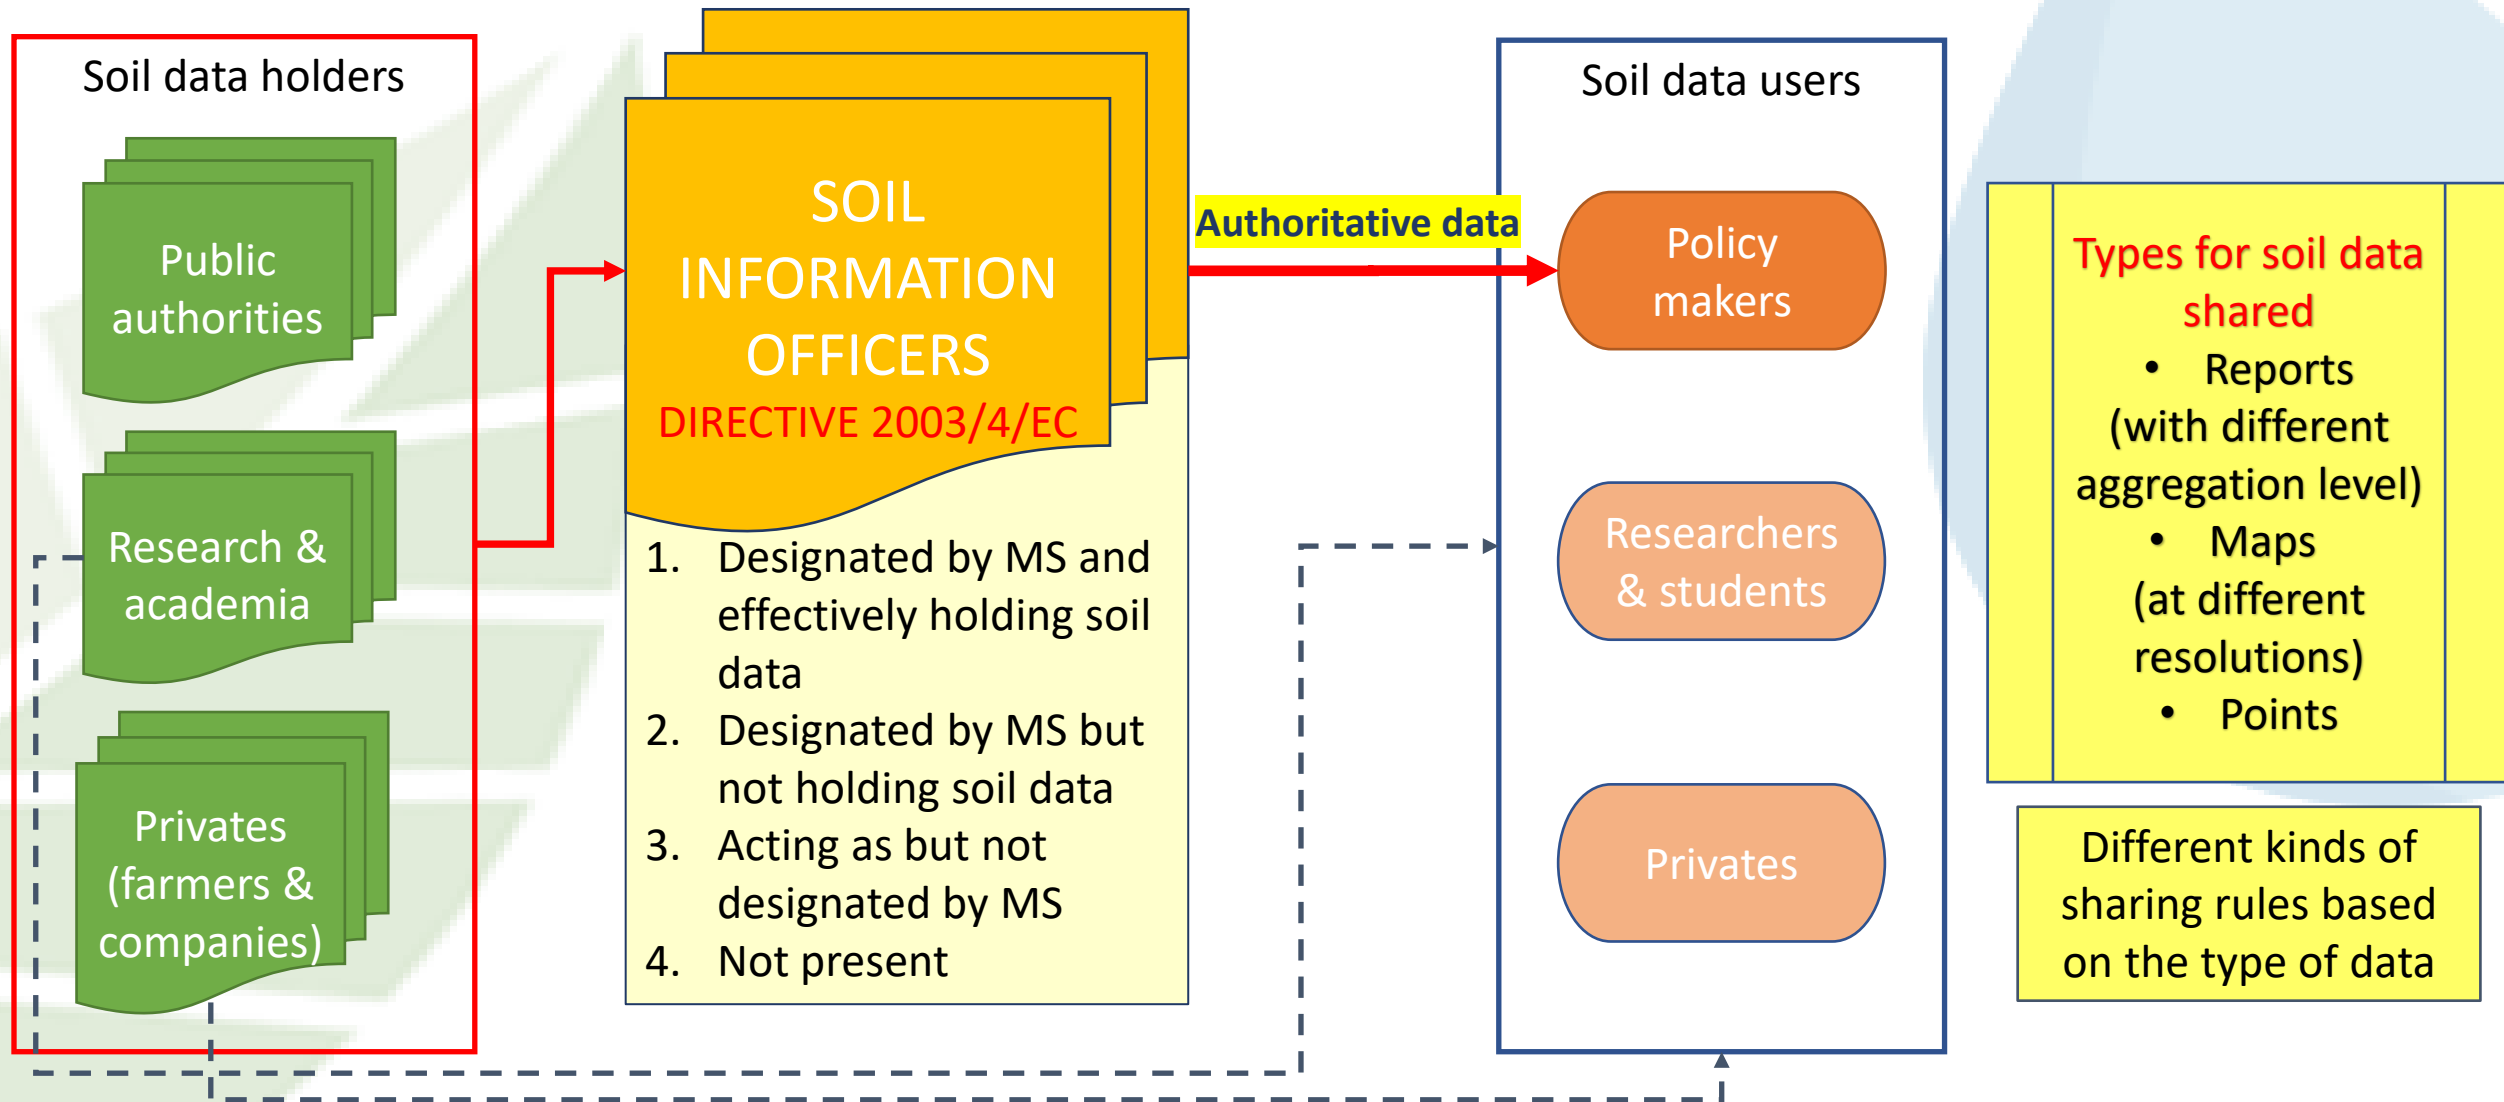 Soil data holders
Public
authorities
Research &
academia
Privates
(farmers &
companies)
SOIL
INFORMATION
OFFICERS
DIRECTIVE 2003/4/EC
1. Designated by MS and
effectively holding soil
data
2. Designated by MS but
not holding soil data
3. Acting as but not
designated by MS
4. Not present
Authoritative data
Soil data users
Policy
makers
Researchers
& students
Privates
Types for soil data
shared
• Reports
(with different
aggregation level)
• Maps
(at different
resolutions)
• Points
Different kinds of
sharing rules based
on the type of data